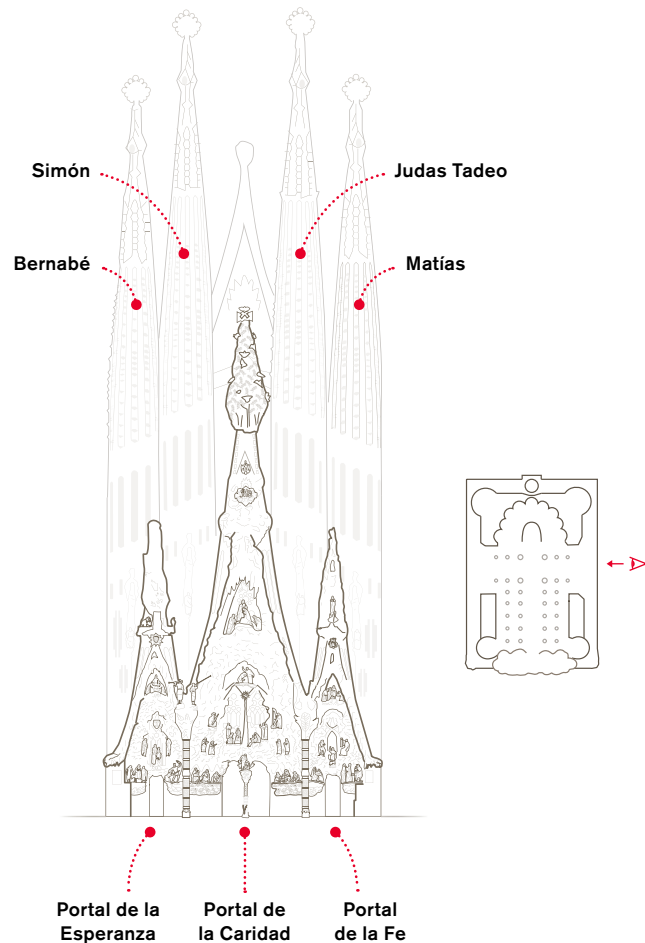 Simón
Judas Tadeo
Bernabé
Matías
Portal de la
Esperanza
Portal de
la Caridad
Portal
de la Fe